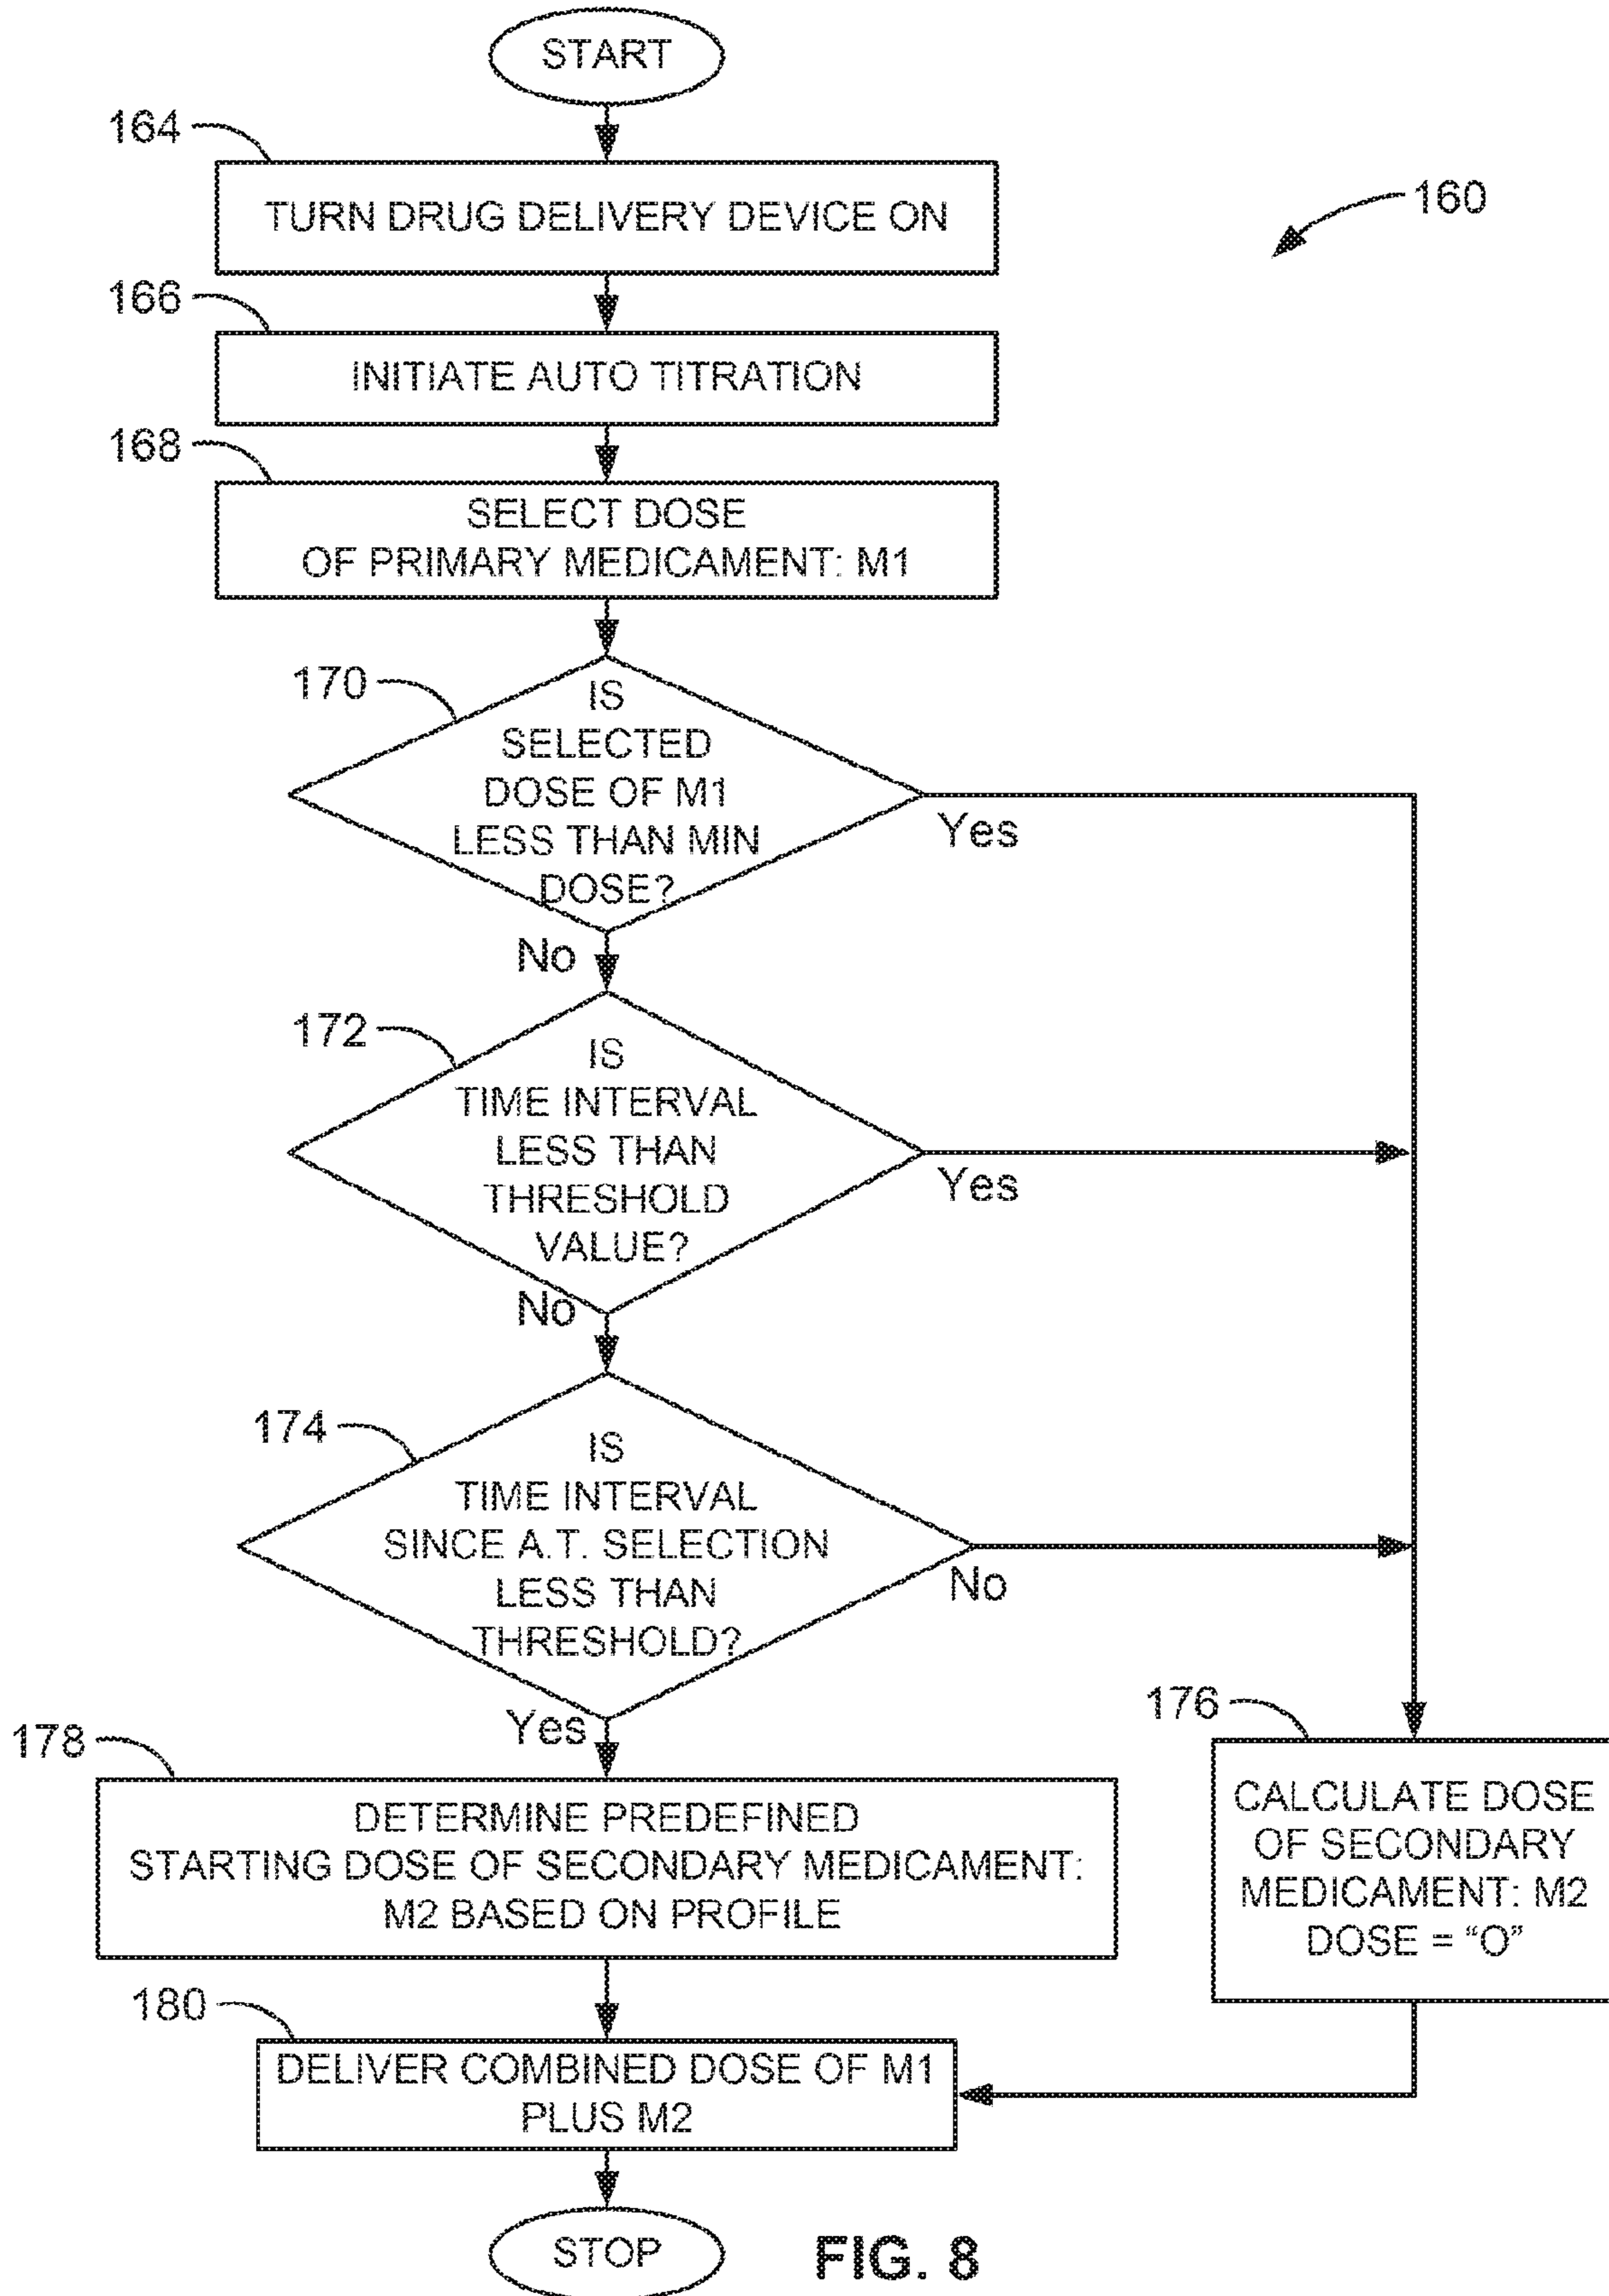 START
164
TURN DRUG DELIVERY DEVICE ON
160
166
INITIATE AUTO TITRATION
168
SELECT DOSE
OF PRIMARY MEDICAMENT: M1
170
IS
SELECTED
DOSE OF M1
LESS THAN MIN
DOSE?
Yes
No
172
IS
TIME INTERVAL
LESS THAN
THRESHOLD
VALUE?
Yes
No
174
IS
TIME INTERVAL
SINCE A.T. SELECTION
LESS THAN
THRESHOLD?
No
Yes
176
CALCULATE DOSE
OF SECONDARY
MEDICAMENT: M2
DOSE = “O”
178
DETERMINE PREDEFINED
STARTING DOSE OF SECONDARY MEDICAMENT:
M2 BASED ON PROFILE
180
DELIVER COMBINED DOSE OF M1
PLUS M2
STOP
FIG. 8